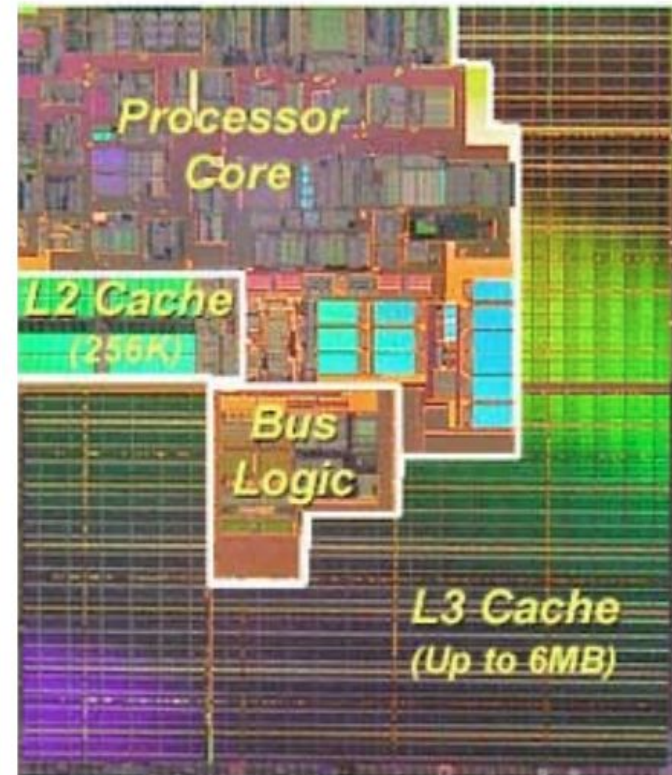 Processor
Core
L2 Cache
(256K)
Bus
Logic
L3 Cache
(Up to 6MB)